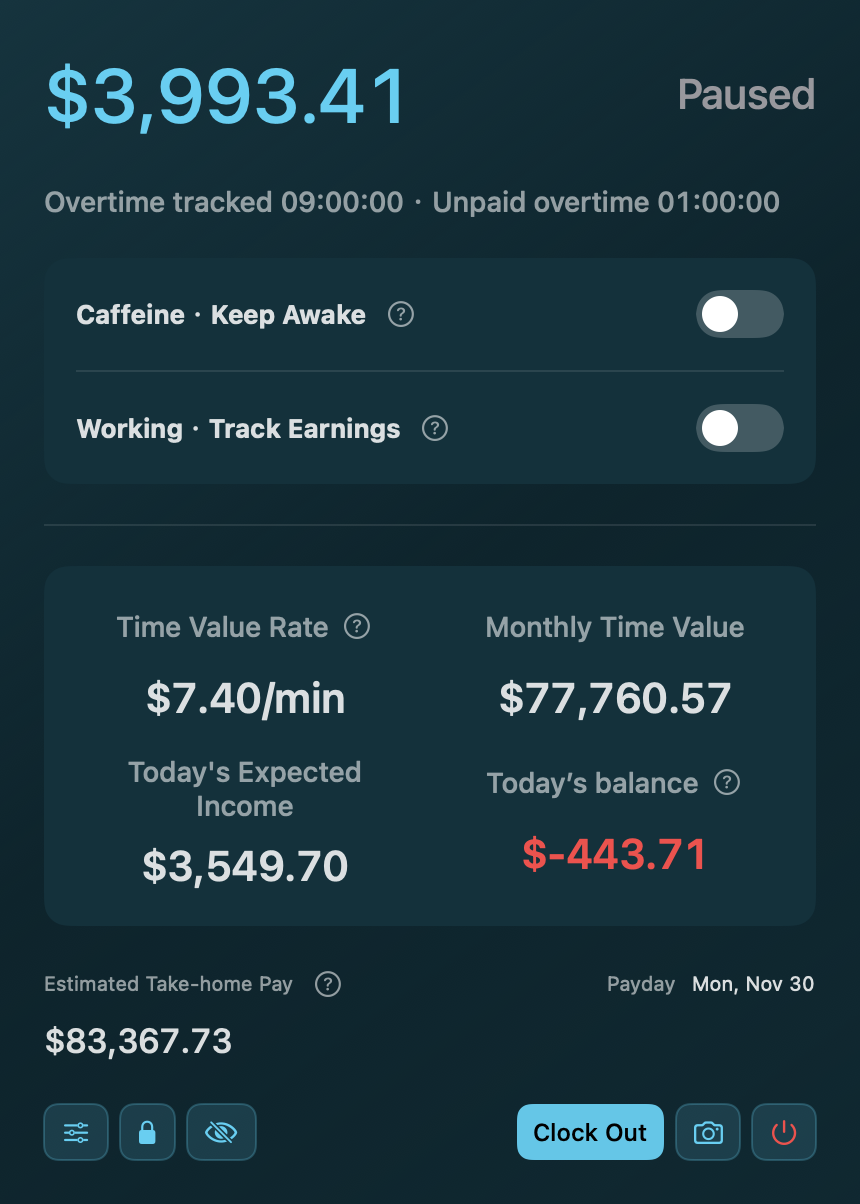 $3,993.41 Paused
Overtime tracked 09:00:00 · Unpaid overtime 01:00:00
Caffeine · Keep Awake ?
Working · Track Earnings ?
Time Value Rate ? Monthly Time Value
$7.40/min $77,760.57
Today's Expected
Income
Today’s balance ?
$3,549.70 $-443.71
Estimated Take-home Pay ? Payday Mon, Nov 30
$83,367.73
Clock Out